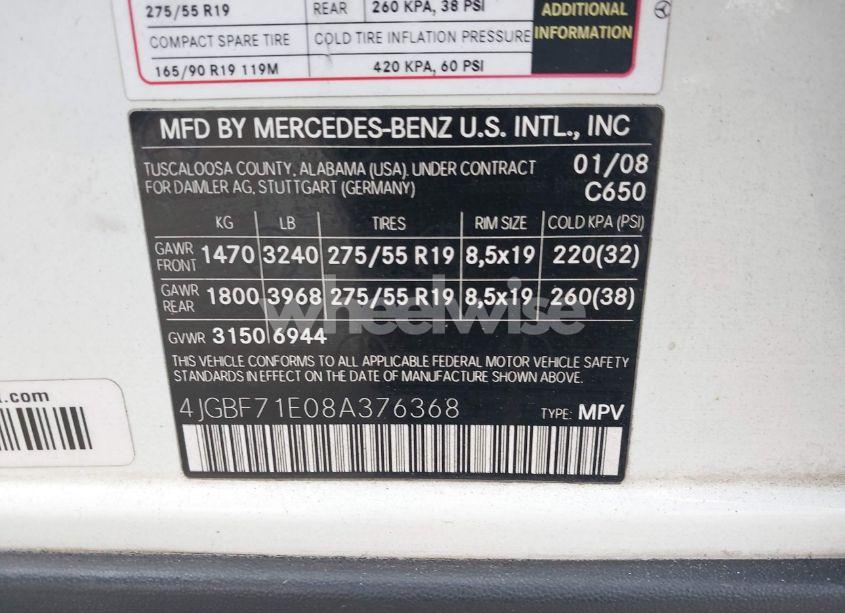 275/55 R19 REAR 260 KPA, 38 PSI
ADDITIONAL
COMPACT SPARE TIRE COLD TIRE INFLATION PRESSURE INFORMATION
165/90 R19 119M 420 KPA, 60 PSI
MFD BY MERCEDES-BENZ U.S. INTL., INC
TUSCALOOSA COUNTY, ALABAMA (USA). UNDER CONTRACT 01/08
FOR DAIMLER AG, STUTTGART (GERMANY) C650
KG LB TIRES RIM SIZE COLD KPA (PSI)
GAWR FRONT 1470 3240 275/55 R19 8,5x19 220(32)
GAWR REAR 1800 3968 275/55 R19 8,5x19 260(38)
wheelwise
GVWR 3150 6944
THIS VEHICLE CONFORMS TO ALL APPLICABLE FEDERAL MOTOR VEHICLE SAFETY
STANDARDS IN EFFECT ON THE DATE OF MANUFACTURE SHOWN ABOVE.
4JGBF71E08A376368 TYPE: MPV
.com